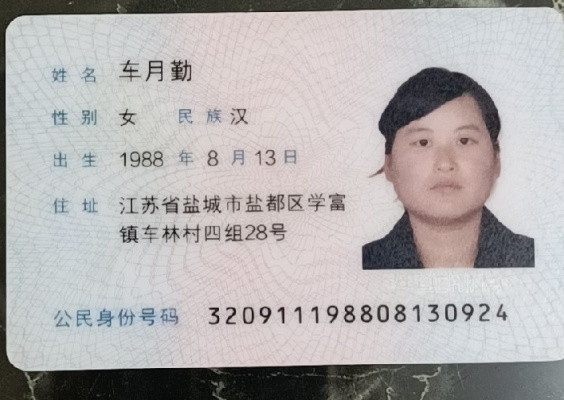 姓名 车月勤
性别 女 民族 汉
出生 1988 年 8 月 13 日
住址 江苏省盐城市盐都区学富
镇车林村四组28号
公民身份号码 320911198808130924